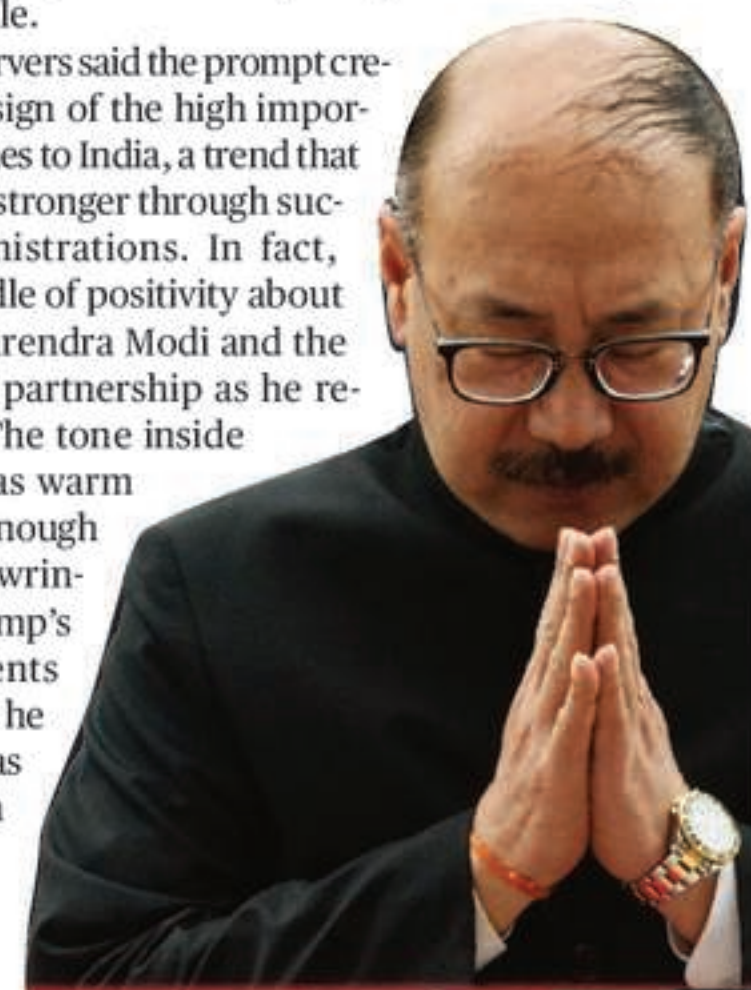 le.
rvers said the prompt cre-
sign of the high impor-
es to India, a trend that
stronger through suc-
nistrations. In fact,
dle of positivity about
arendra Modi and the
partnership as he re-
The tone inside
as warm
nough
wrin-
mp's
ents
he
as